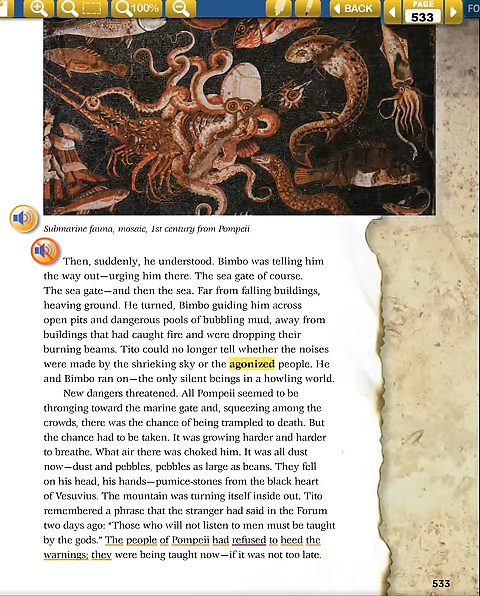 100%
BACK
PAGE
533
FO
Submarine fauna, mosaic, 1st century from Pompeii
Then, suddenly, he understood. Bimbo was telling him
the way out—urging him there. The sea gate of course.
The sea gate—and then the sea. Far from falling buildings,
heaving ground. He turned, Bimbo guiding him across
open pits and dangerous pools of bubbling mud, away from
buildings that had caught fire and were dropping their
burning beams. Tito could no longer tell whether the noises
were made by the shrieking sky or the agonized people. He
and Bimbo ran on—the only silent beings in a howling world.
New dangers threatened. All Pompeii seemed to be
thronging toward the marine gate and, squeezing among the
crowds, there was the chance of being trampled to death. But
the chance had to be taken. It was growing harder and harder
to breathe. What air there was choked him. It was all dust
now—dust and pebbles, pebbles as large as beans. They fell
on his head, his hands—pumice-stones from the black heart
of Vesuvius. The mountain was turning itself inside out. Tito
remembered a phrase that the stranger had said in the Forum
two days ago: “Those who will not listen to men must be taught
by the gods.” The people of Pompeii had refused to heed the
warnings; they were being taught now—if it was not too late.
533